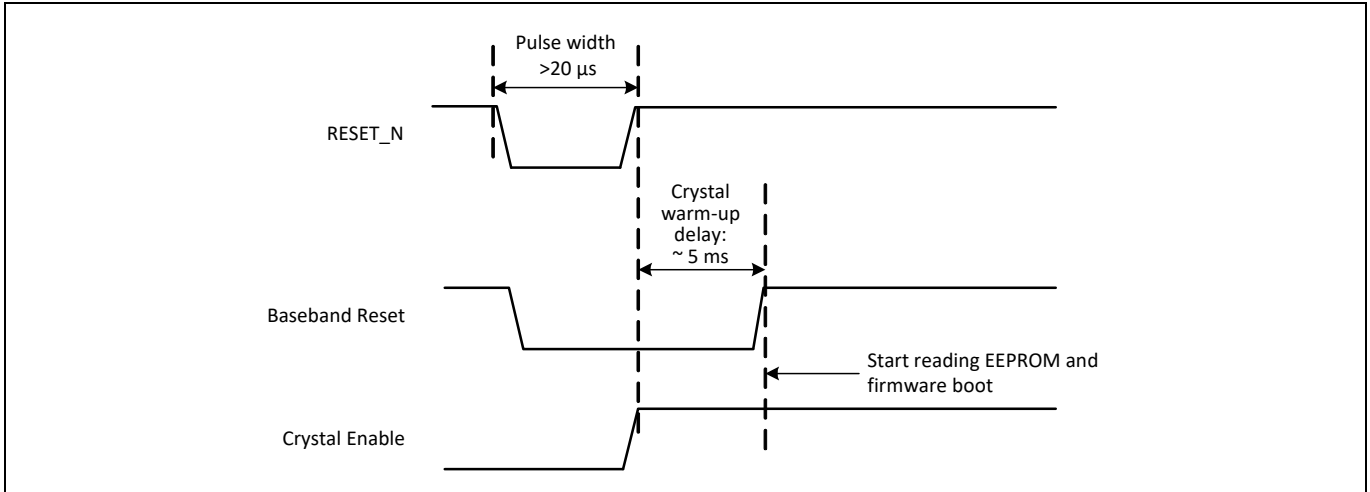 Pulse width
>20 µs
RESET_N
Crystal
warm-up
delay:
~ 5 ms
Baseband Reset
Start reading EEPROM and
firmware boot
Crystal Enable